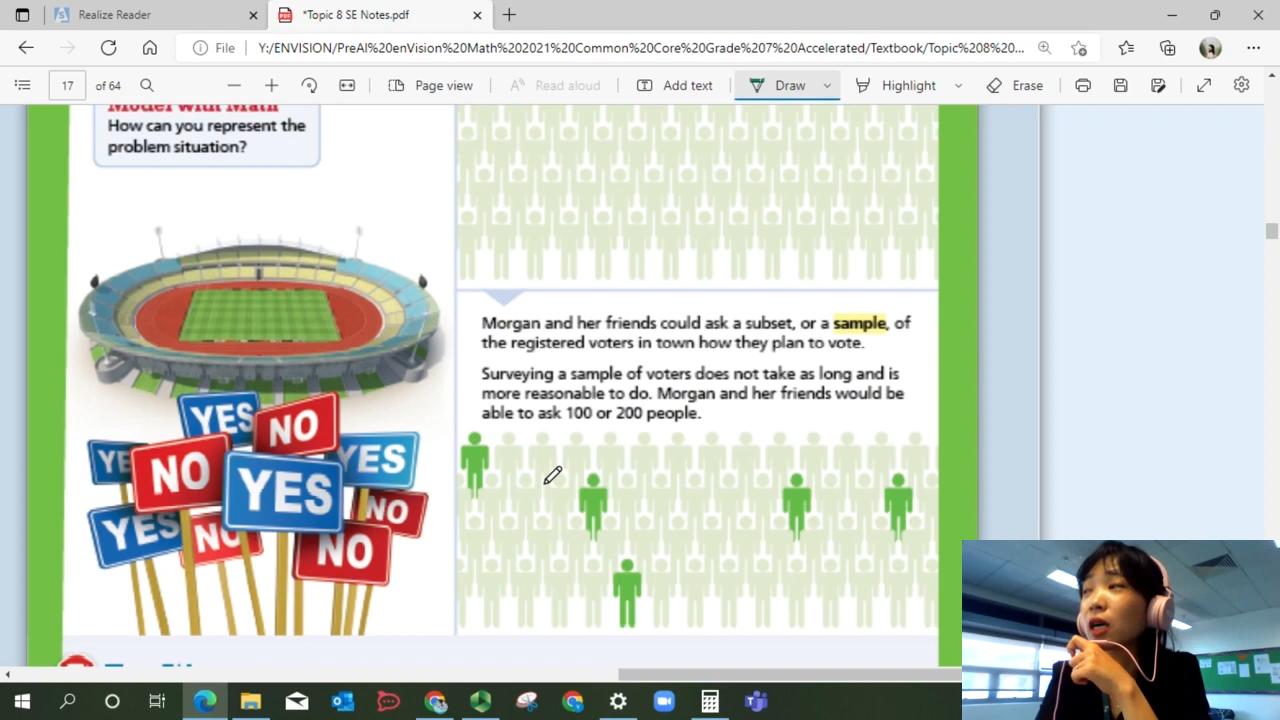 Realize Reader
*Topic 8 SE Notes.pdf
File
Y:/ENVISION/PreAl%20enVision%20Math%202021%20Common%20Core%20Grade%207%20Accelerated/Textbook/Topic%208%20...
17 of 64
Page view
Read aloud
Add text
Draw
Highlight
Erase
Model with Math
How can you represent the
problem situation?
Morgan and her friends could ask a subset, or a sample, of
the registered voters in town how they plan to vote.
Surveying a sample of voters does not take as long and is
more reasonable to do. Morgan and her friends would be
able to ask 100 or 200 people.
YES
NO
YE
NO
YES
YES
NO
YES
NO
NO